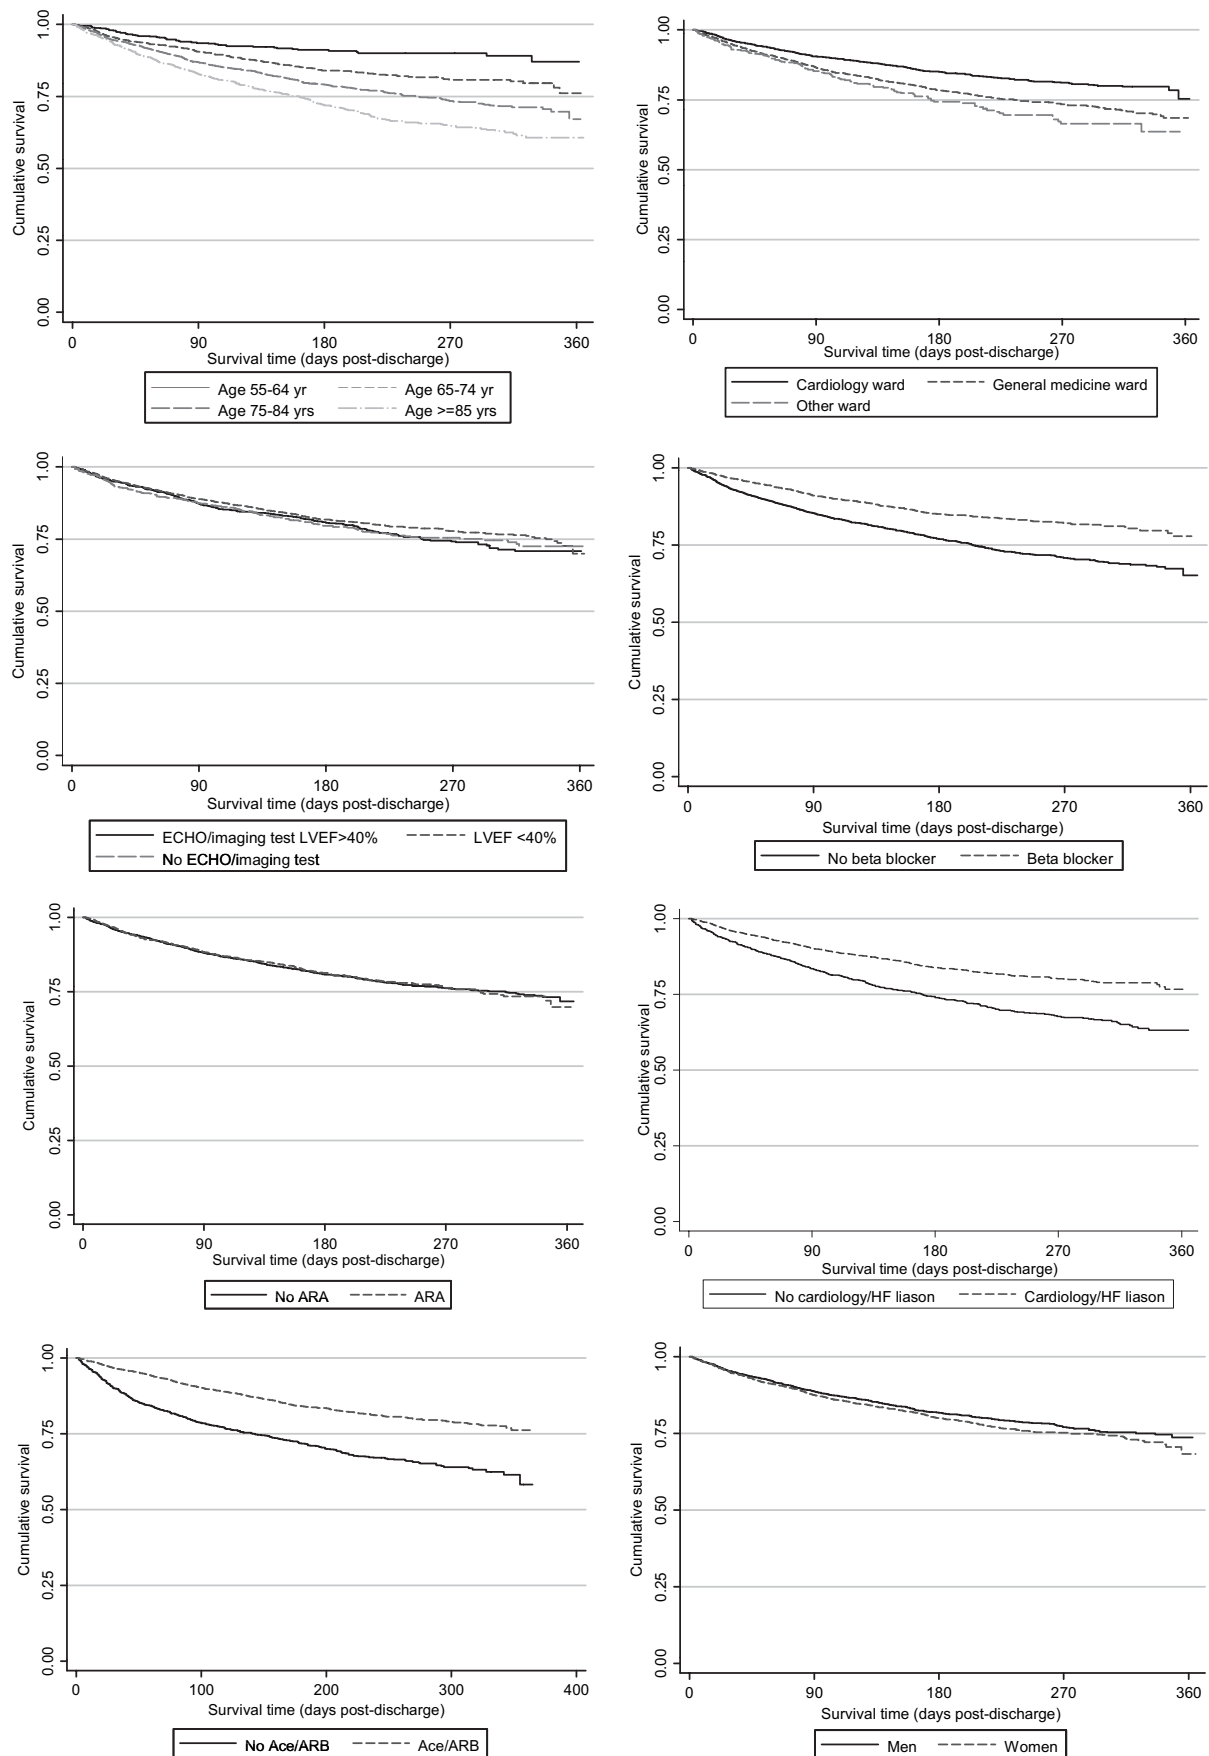 Cumulative survival
1.00
0.75
0.50
0.25
0.00
0 90 180 270 360
Survival time (days post-discharge)
Age 55-64 yr Age 65-74 yr
Age 75-84 yrs Age >=85 yrs
Cumulative survival
1.00
0.75
0.50
0.25
0.00
0 90 180 270 360
Survival time (days post-discharge)
Cardiology ward General medicine ward
Other ward
Cumulative survival
1.00
0.75
0.50
0.25
0.00
0 90 180 270 360
Survival time (days post-discharge)
ECHO/imaging test LVEF>40% LVEF <40%
No ECHO/imaging test
Cumulative survival
1.00
0.75
0.50
0.25
0.00
0 90 180 270 360
Survival time (days post-discharge)
No beta blocker Beta blocker
Cumulative survival
1.00
0.75
0.50
0.25
0.00
0 90 180 270 360
Survival time (days post-discharge)
No ARA ARA
Cumulative survival
1.00
0.75
0.50
0.25
0.00
0 90 180 270 360
Survival time (days post-discharge)
No cardiology/HF liason Cardiology/HF liason
Cumulative survival
1.00
0.75
0.50
0.25
0.00
0 100 200 300 400
Survival time (days post-discharge)
No Ace/ARB Ace/ARB
Cumulative survival
1.00
0.75
0.50
0.25
0.00
0 90 180 270 360
Survival time (days post-discharge)
Men Women